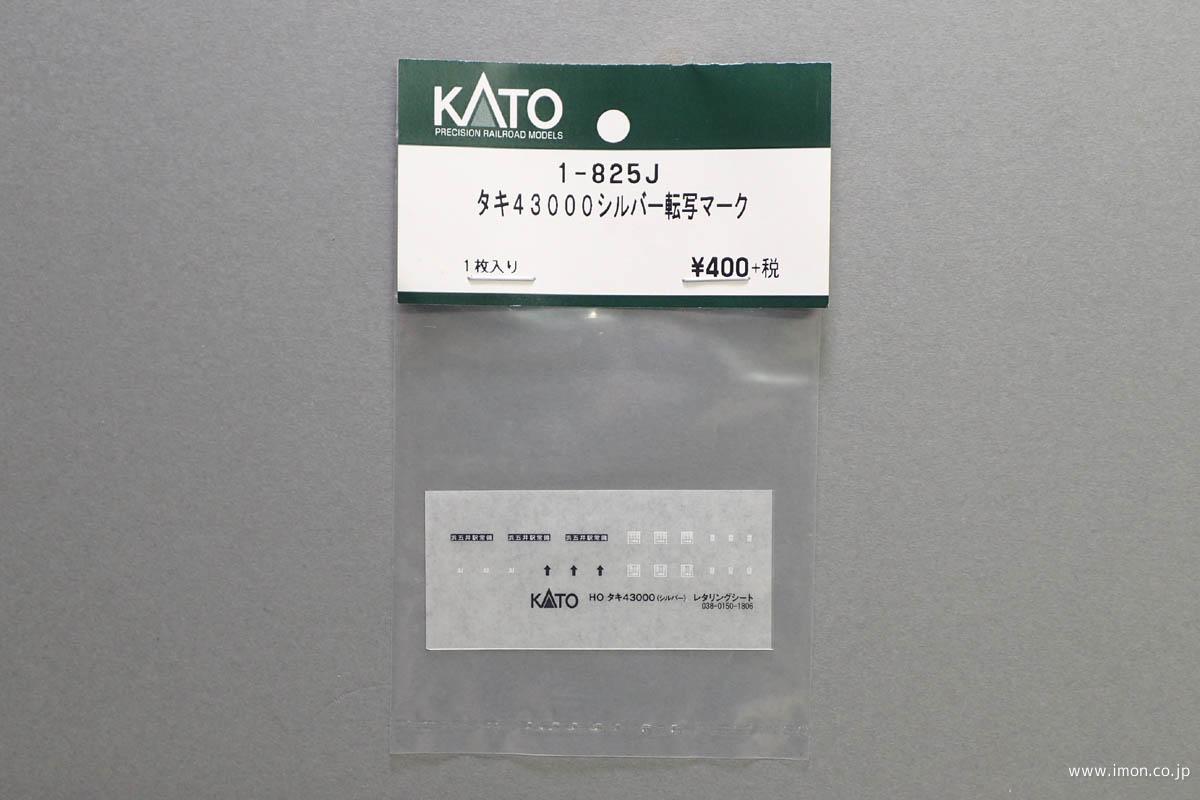 KATO
PRECISION RAILROAD MODELS
1-825J
タキ43000シルバー転写マーク
1枚入り
¥400+税
浜五井駅常備 浜五井駅常備 浜五井駅常備
KATO HO タキ43000(シルバー) レタリングシート
038-0150-1806
www.imon.co.jp